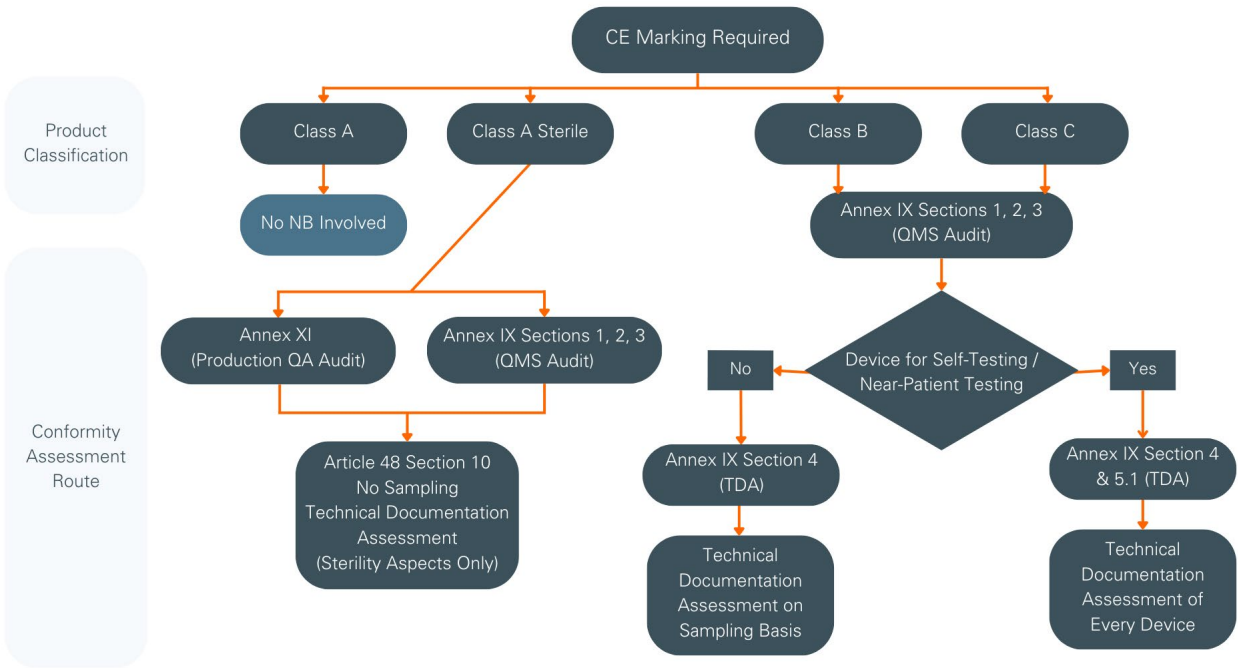 CE Marking Required
Product
Classification
Class A
Class A Sterile
Class B
Class C
No NB Involved
Annex IX Sections 1, 2, 3
(QMS Audit)
Conformity
Assessment
Route
Annex XI
(Production QA Audit)
Annex IX Sections 1, 2, 3
(QMS Audit)
No
Device for Self-Testing /
Near-Patient Testing
Yes
Article 48 Section 10
No Sampling
Technical Documentation
Assessment
(Sterility Aspects Only)
Annex IX Section 4
(TDA)
Annex IX Section 4
& 5.1 (TDA)
Technical
Documentation
Assessment on
Sampling Basis
Technical
Documentation
Assessment of
Every Device